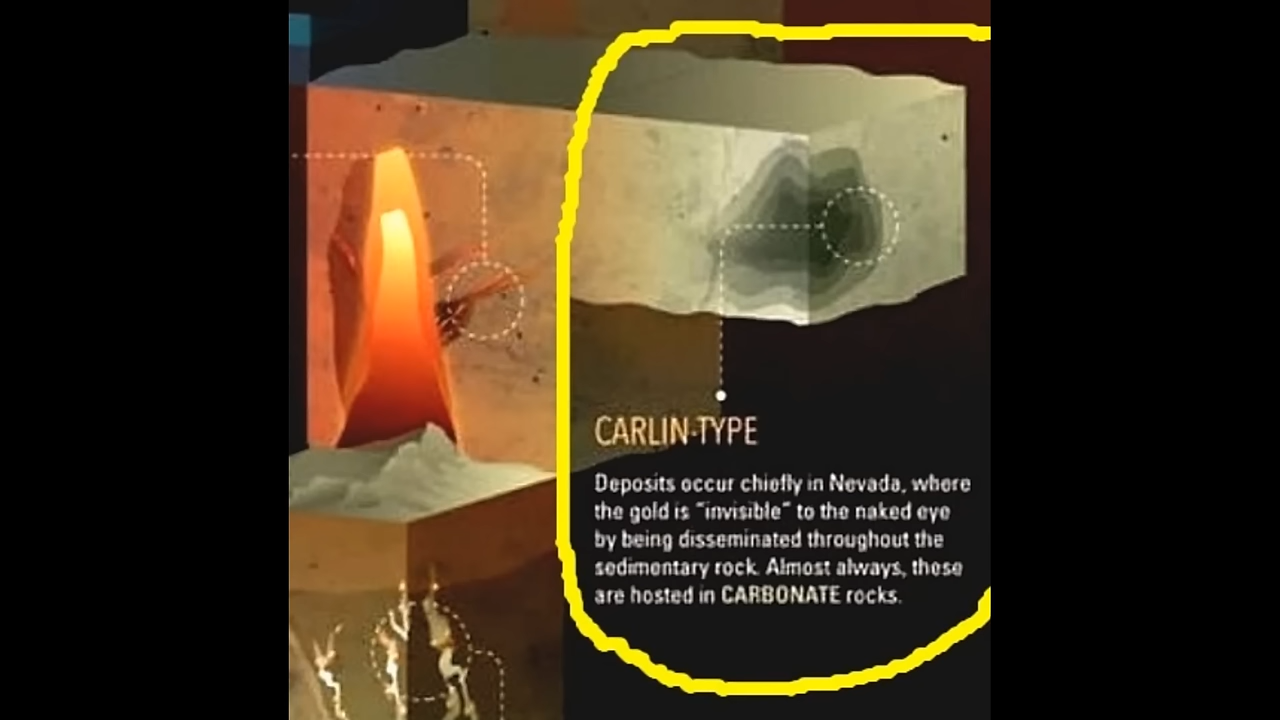 CARLIN-TYPE
Deposits occur chiefly in Nevada, where
the gold is "invisible" to the naked eye
by being disseminated throughout the
sedimentary rock. Almost always, these
are hosted in CARBONATE rocks.